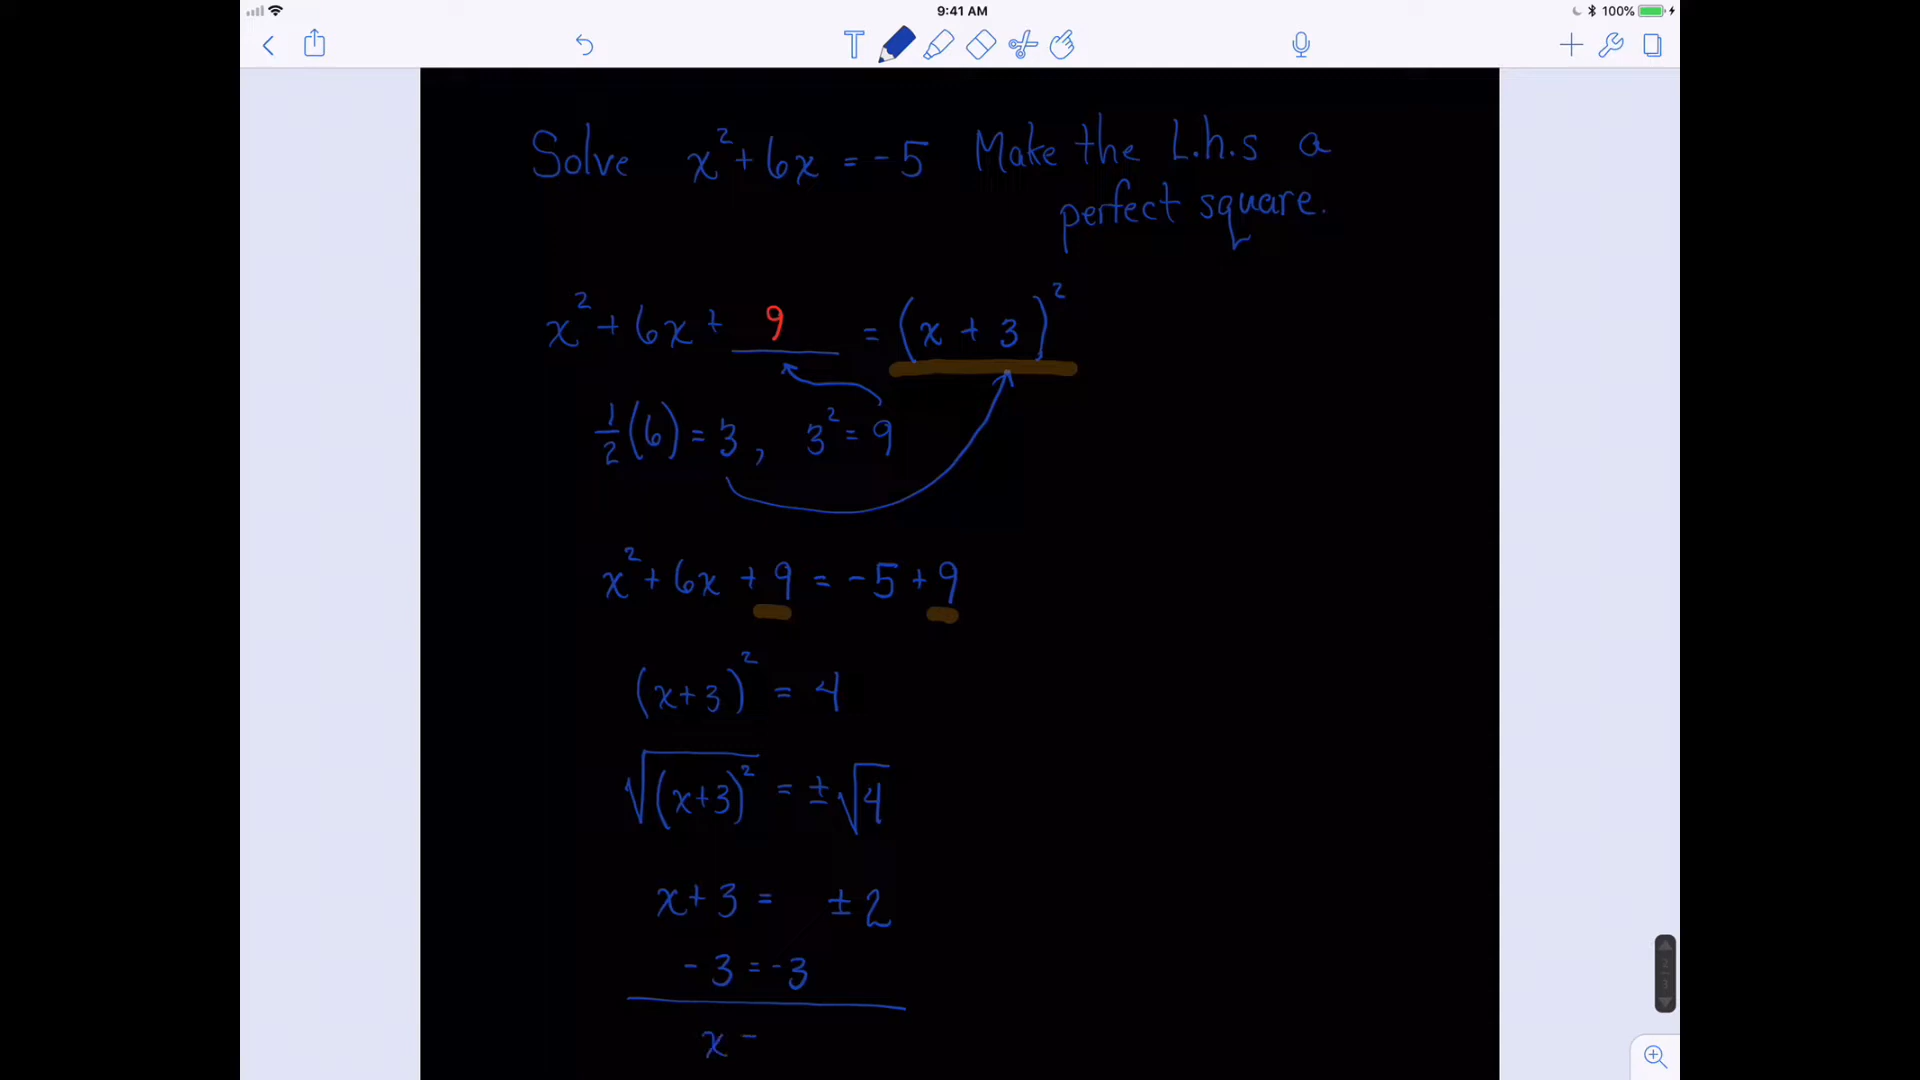 9:41 AM
100%
T
Solve x² + 6x = -5 Make the L.h.s a
perfect square.
x² + 6x + 9 = (x + 3)²
½(6) = 3, 3² = 9
x² + 6x + 9 = -5 + 9
(x+3)² = 4
√(x+3)² = ±√4
x+3 = ±2
-3 = -3
x -